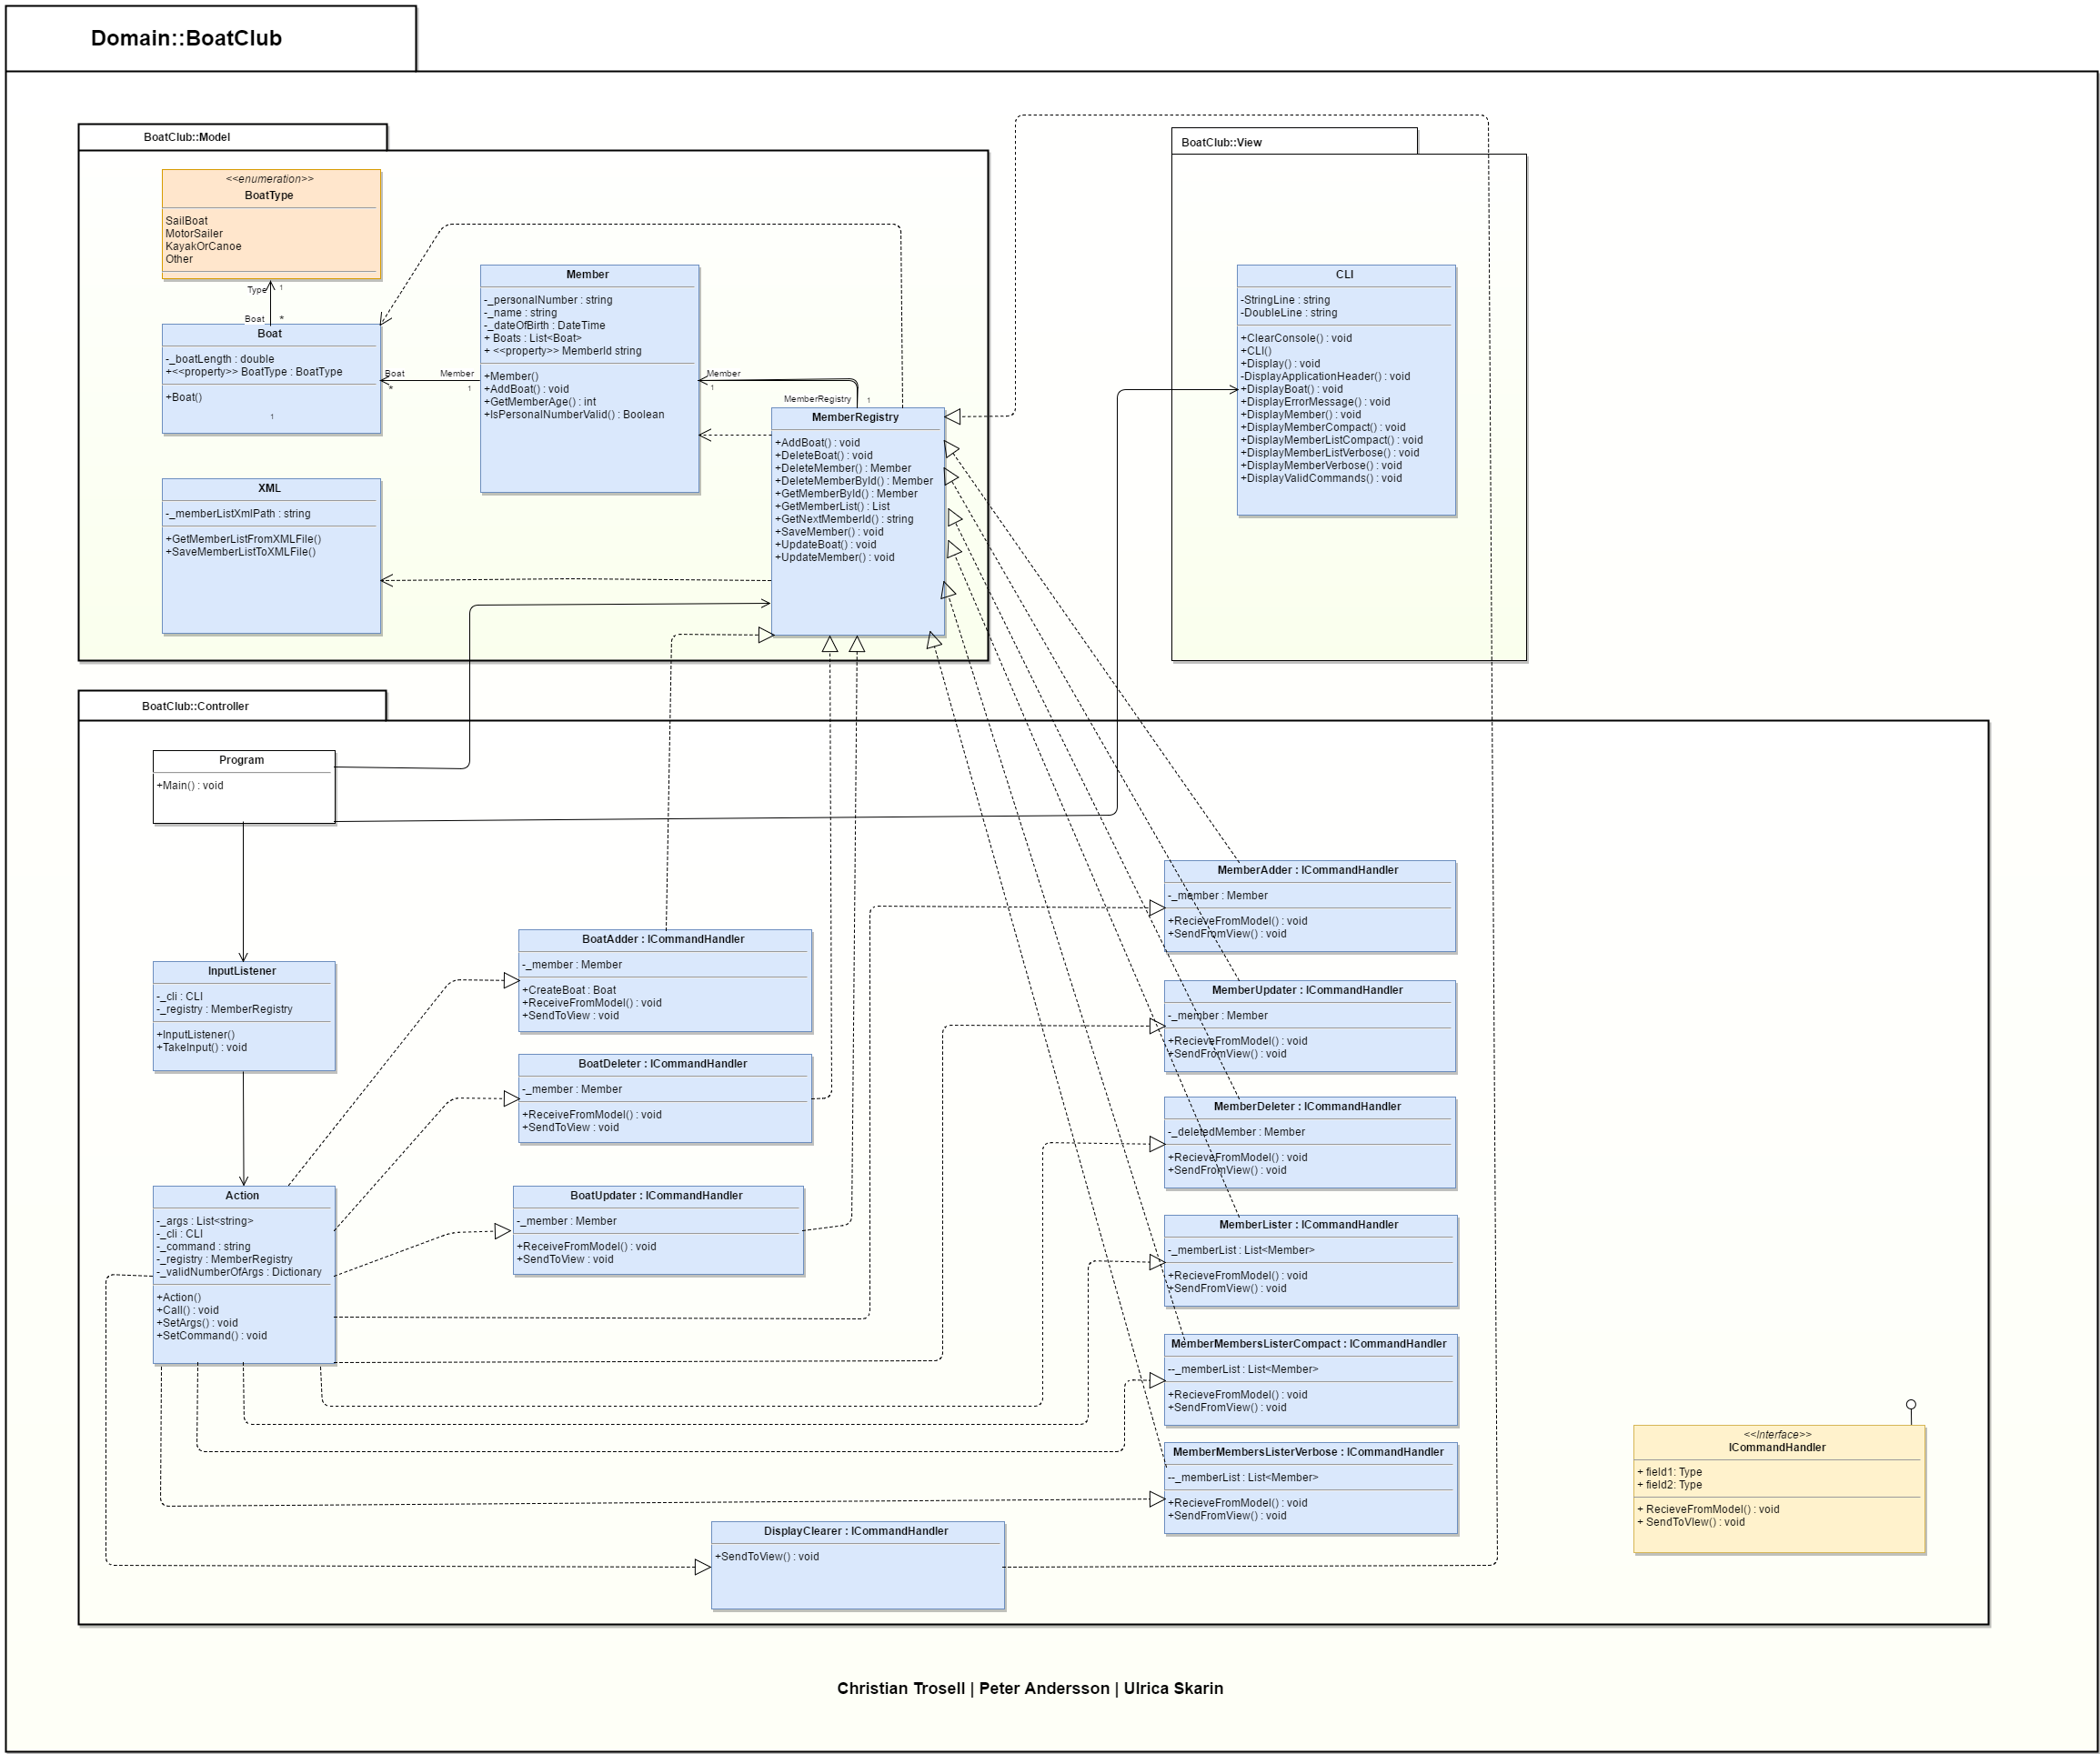 Domain::BoatClub
BoatClub::Model
<<enumeration>>
BoatType
SailBoat
MotorSailer
KayakOrCanoe
Other
Type
1
Boat
*
Boat
-_boatLength : double
+<<property>> BoatType : BoatType
+Boat()
1
Boat
*
Member
1
Member
-_personalNumber : string
-_name : string
-_dateOfBirth : DateTime
+ Boats : List<Boat>
+ <<property>> MemberId string
+Member()
+AddBoat() : void
+GetMemberAge() : int
+IsPersonalNumberValid() : Boolean
Member
1
MemberRegistry
1
MemberRegistry
+AddBoat() : void
+DeleteBoat() : void
+DeleteMember() : Member
+DeleteMemberById() : Member
+GetMemberById() : Member
+GetMemberList() : List
+GetNextMemberId() : string
+SaveMember() : void
+UpdateBoat() : void
+UpdateMember() : void
XML
-_memberListXmlPath : string
+GetMemberListFromXMLFile()
+SaveMemberListToXMLFile()
BoatClub::View
CLI
-StringLine : string
-DoubleLine : string
+ClearConsole() : void
+CLI()
+Display() : void
-DisplayApplicationHeader() : void
+DisplayBoat() : void
+DisplayErrorMessage() : void
+DisplayMember() : void
+DisplayMemberCompact() : void
+DisplayMemberListCompact() : void
+DisplayMemberListVerbose() : void
+DisplayMemberVerbose() : void
+DisplayValidCommands() : void
BoatClub::Controller
Program
+Main() : void
InputListener
-_cli : CLI
-_registry : MemberRegistry
+InputListener()
+TakeInput() : void
Action
-_args : List<string>
-_cli : CLI
-_command : string
-_registry : MemberRegistry
-_validNumberOfArgs : Dictionary
+Action()
+Call() : void
+SetArgs() : void
+SetCommand() : void
BoatAdder : ICommandHandler
-_member : Member
+CreateBoat : Boat
+ReceiveFromModel() : void
+SendToView : void
BoatDeleter : ICommandHandler
-_member : Member
+ReceiveFromModel() : void
+SendToView : void
BoatUpdater : ICommandHandler
-_member : Member
+ReceiveFromModel() : void
+SendToView : void
MemberAdder : ICommandHandler
-_member : Member
+RecieveFromModel() : void
+SendFromView() : void
MemberUpdater : ICommandHandler
-_member : Member
+RecieveFromModel() : void
+SendFromView() : void
MemberDeleter : ICommandHandler
-_deletedMember : Member
+RecieveFromModel() : void
+SendFromView() : void
MemberLister : ICommandHandler
-_memberList : List<Member>
+RecieveFromModel() : void
+SendFromView() : void
MemberMembersListerCompact : ICommandHandler
--_memberList : List<Member>
+RecieveFromModel() : void
+SendFromView() : void
MemberMembersListerVerbose : ICommandHandler
--_memberList : List<Member>
+RecieveFromModel() : void
+SendFromView() : void
DisplayClearer : ICommandHandler
+SendToView() : void
<<Interface>>
ICommandHandler
+ field1: Type
+ field2: Type
+ RecieveFromModel() : void
+ SendToView() : void
Christian Trosell | Peter Andersson | Ulrica Skarin